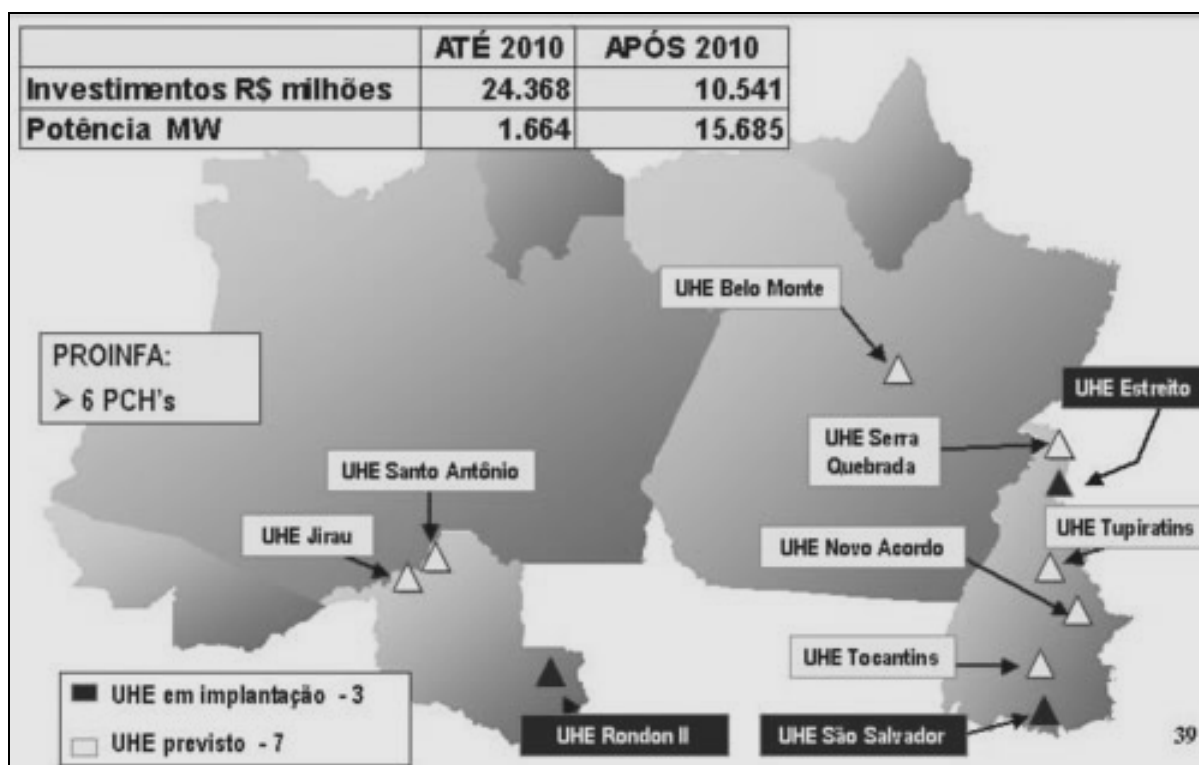 ATÉ 2010 APÓS 2010
Investimentos R$ milhões 24.368 10.541
Potência MW 1.664 15.685
UHE Belo Monte
PROINFA:
➢ 6 PCH's
UHE Estreito
UHE Serra
Quebrada
UHE Santo Antônio
UHE Jirau
UHE Tupiratins
UHE Novo Acordo
UHE Tocantins
UHE em implantação - 3
UHE previsto - 7
UHE Rondon II
UHE São Salvador
39